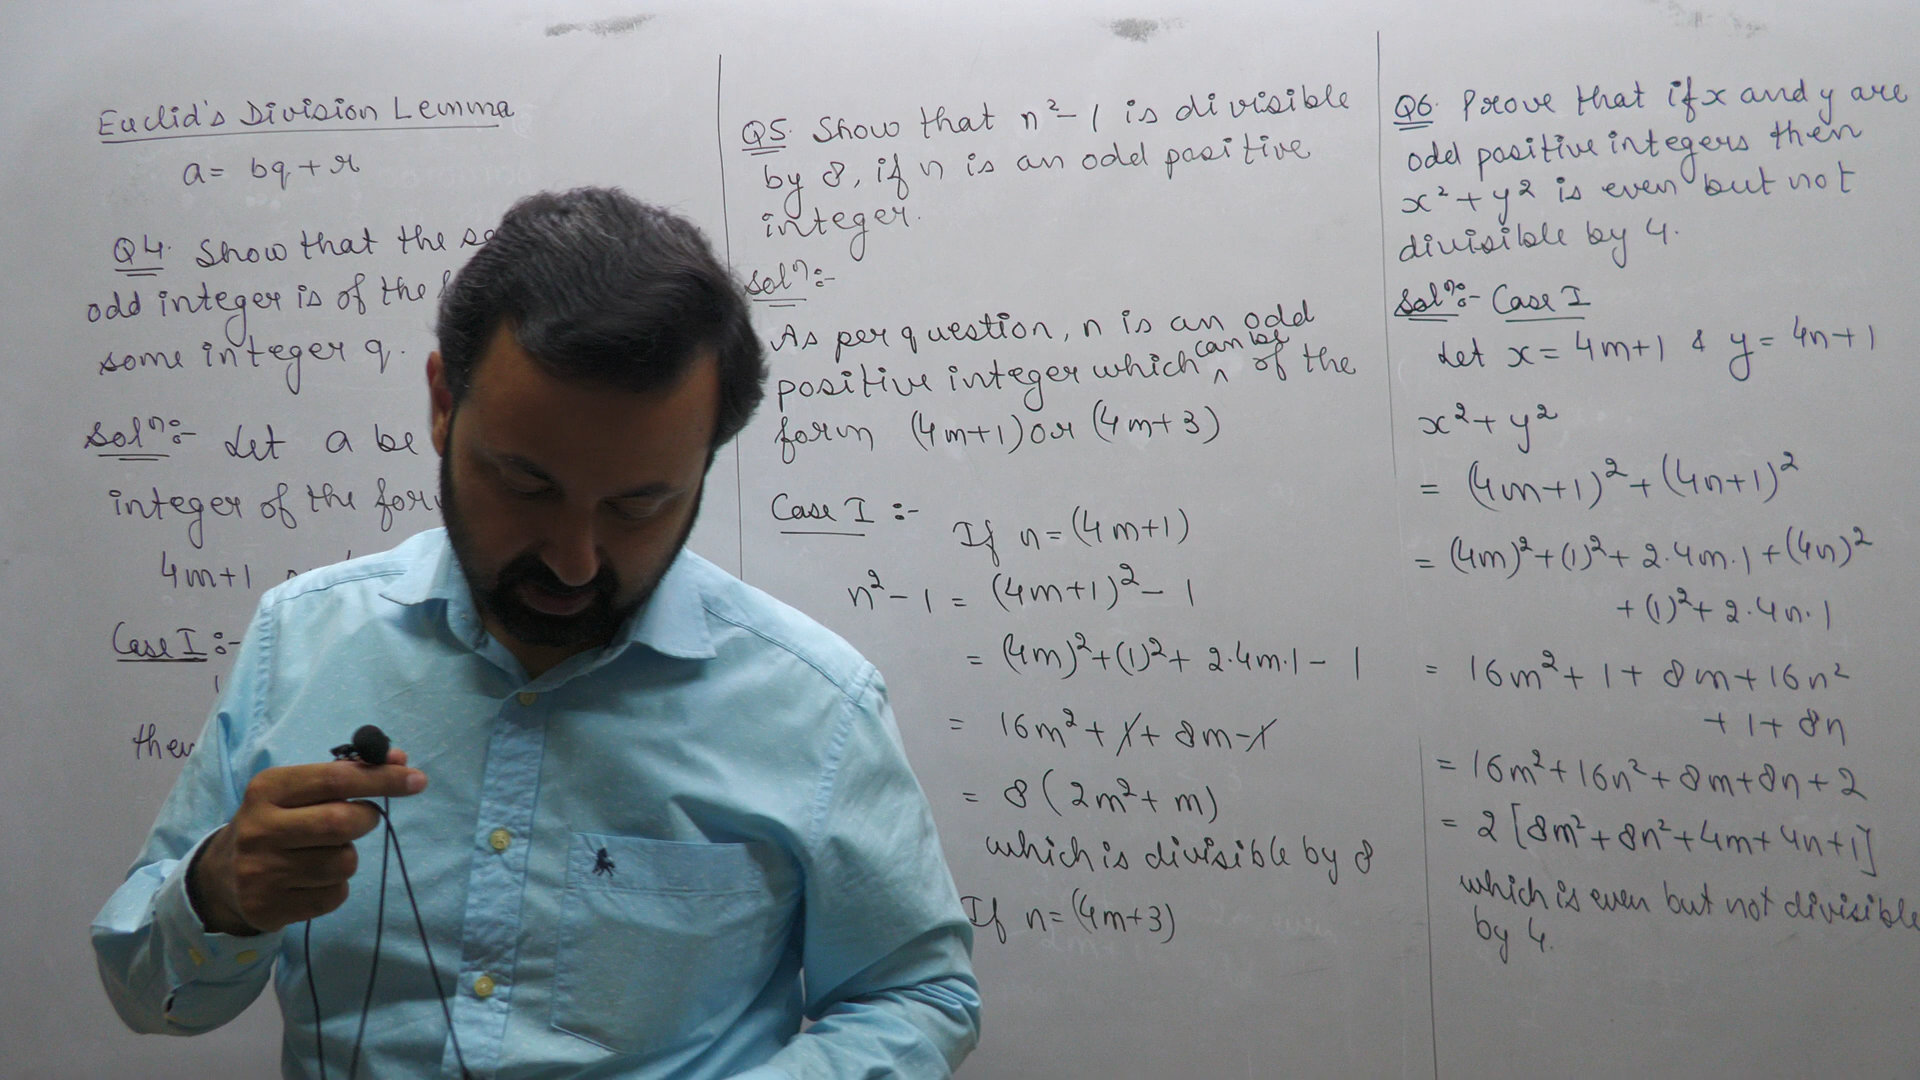 Euclid's Division Lemma
a = bq + r
Q4. Show that the
odd integer is of the
some integer q.
Solⁿ:- Let a be
integer of the
4m+1
Case I :-
then
Q5. Show that n² - 1 is divisible
by 8, if n is an odd positive
integer.
Solⁿ:-
As per question, n is an odd
positive integer which can be of the
form (4m+1) or (4m+3)
Case I :-
If n = (4m+1)
n² - 1 = (4m+1)² - 1
= (4m)² + (1)² + 2·4m·1 - 1
= 16m² + 1 + 8m - 1
= 8 (2m² + m)
which is divisible by 8
If n = (4m+3)
Q6. Prove that if x and y are
odd positive integers then
x² + y² is even but not
divisible by 4.
Solⁿ:- Case I
Let x = 4m+1 & y = 4n+1
x² + y²
= (4m+1)² + (4n+1)²
= (4m)² + (1)² + 2·4m·1 + (4n)²
+ (1)² + 2·4n·1
= 16m² + 1 + 8m + 16n²
+ 1 + 8n
= 16m² + 16n² + 8m + 8n + 2
= 2 [8m² + 8n² + 4m + 4n + 1]
which is even but not divisible
by 4.